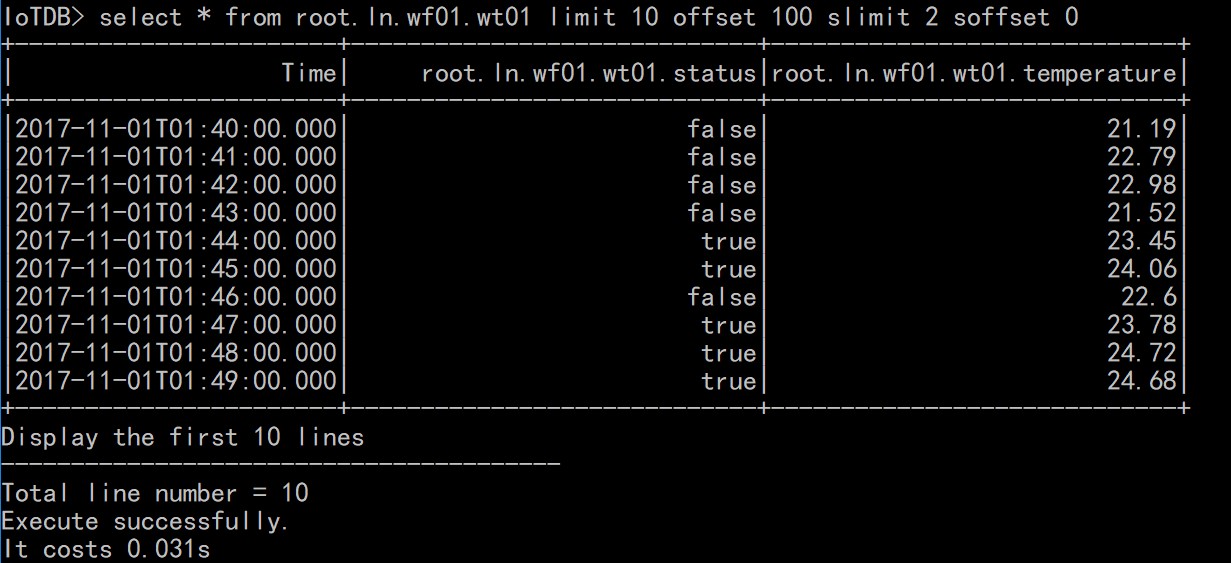 IoTDB> select * from root.ln.wf01.wt01 limit 10 offset 100 slimit 2 soffset 0
+-----------------------+-----------------------------+-----------------------------+
|                   Time|     root.ln.wf01.wt01.status|root.ln.wf01.wt01.temperature|
+-----------------------+-----------------------------+-----------------------------+
|2017-11-01T01:40:00.000|                        false|                        21.19|
|2017-11-01T01:41:00.000|                        false|                        22.79|
|2017-11-01T01:42:00.000|                        false|                        22.98|
|2017-11-01T01:43:00.000|                        false|                        21.52|
|2017-11-01T01:44:00.000|                         true|                        23.45|
|2017-11-01T01:45:00.000|                         true|                        24.06|
|2017-11-01T01:46:00.000|                        false|                         22.6|
|2017-11-01T01:47:00.000|                         true|                        23.78|
|2017-11-01T01:48:00.000|                         true|                        24.72|
|2017-11-01T01:49:00.000|                         true|                        24.68|
+-----------------------+-----------------------------+-----------------------------+
Display the first 10 lines
----------------------------------------
Total line number = 10
Execute successfully.
It costs 0.031s